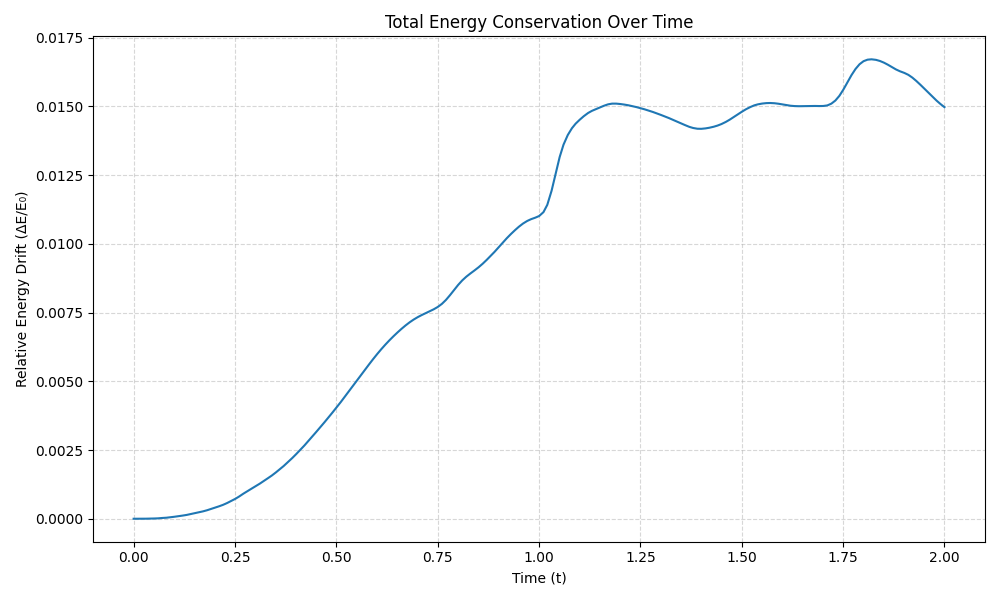 Total Energy Conservation Over Time
Relative Energy Drift (ΔE/E₀)
0.0175
0.0150
0.0125
0.0100
0.0075
0.0050
0.0025
0.0000
0.00 0.25 0.50 0.75 1.00 1.25 1.50 1.75 2.00
Time (t)